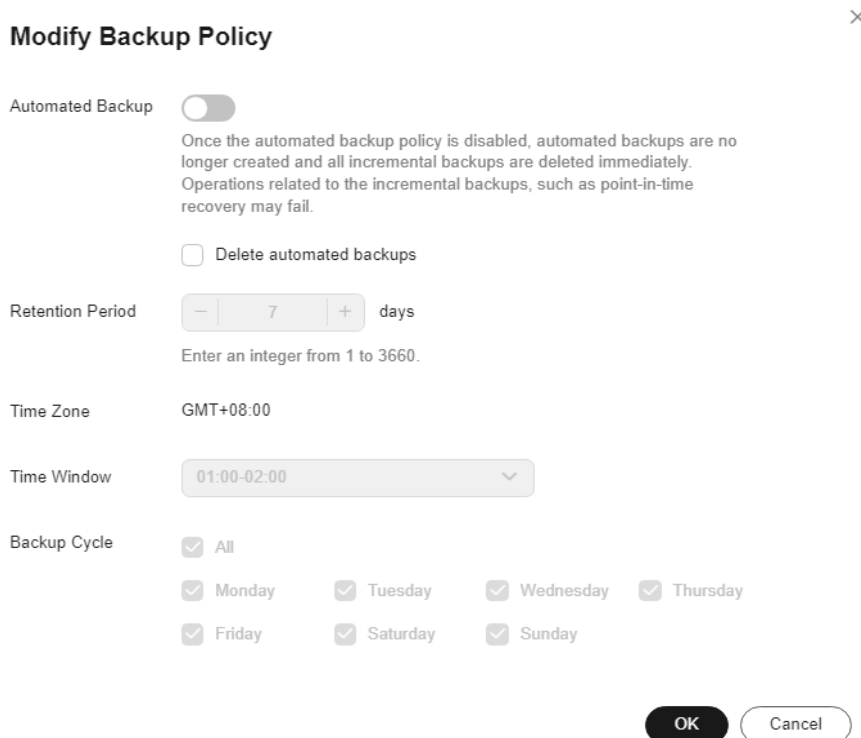 Modify Backup Policy
Automated Backup
Once the automated backup policy is disabled, automated backups are no
longer created and all incremental backups are deleted immediately.
Operations related to the incremental backups, such as point-in-time
recovery may fail.
Delete automated backups
Retention Period − 7 + days
Enter an integer from 1 to 3660.
Time Zone GMT+08:00
Time Window 01:00-02:00
Backup Cycle All
Monday Tuesday Wednesday Thursday
Friday Saturday Sunday
OK Cancel